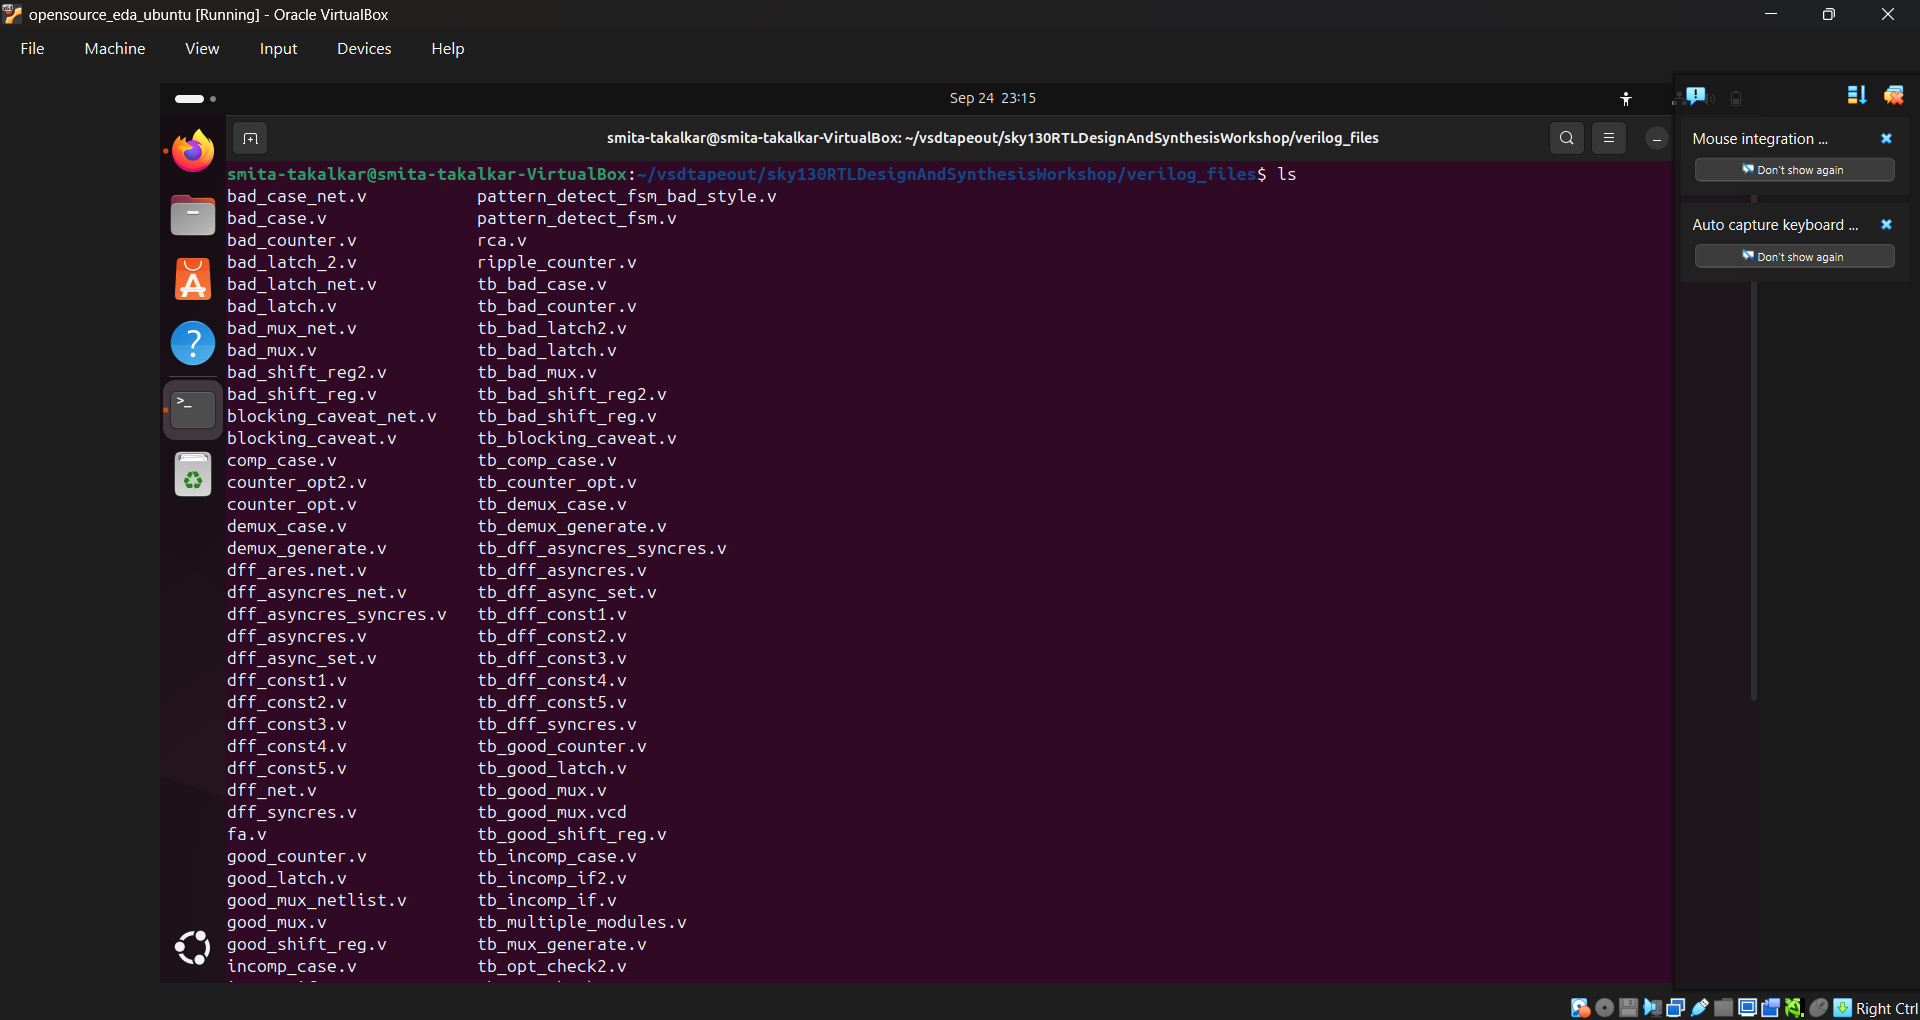 opensource_eda_ubuntu [Running] - Oracle VirtualBox
File Machine View Input Devices Help
Sep 24 23:15
smita-takalkar@smita-takalkar-VirtualBox: ~/vsdtapeout/sky130RTLDesignAndSynthesisWorkshop/verilog_files
Mouse integration ...
Don't show again
Auto capture keyboard ...
Don't show again
smita-takalkar@smita-takalkar-VirtualBox:~/vsdtapeout/sky130RTLDesignAndSynthesisWorkshop/verilog_files$ ls
bad_case_net.v pattern_detect_fsm_bad_style.v
bad_case.v pattern_detect_fsm.v
bad_counter.v rca.v
bad_latch_2.v ripple_counter.v
bad_latch_net.v tb_bad_case.v
bad_latch.v tb_bad_counter.v
bad_mux_net.v tb_bad_latch2.v
bad_mux.v tb_bad_latch.v
bad_shift_reg2.v tb_bad_mux.v
bad_shift_reg.v tb_bad_shift_reg2.v
blocking_caveat_net.v tb_bad_shift_reg.v
blocking_caveat.v tb_blocking_caveat.v
comp_case.v tb_comp_case.v
counter_opt2.v tb_counter_opt.v
counter_opt.v tb_demux_case.v
demux_case.v tb_demux_generate.v
demux_generate.v tb_dff_asyncres_syncres.v
dff_ares.net.v tb_dff_asyncres.v
dff_asyncres_net.v tb_dff_async_set.v
dff_asyncres_syncres.v tb_dff_const1.v
dff_asyncres.v tb_dff_const2.v
dff_async_set.v tb_dff_const3.v
dff_const1.v tb_dff_const4.v
dff_const2.v tb_dff_const5.v
dff_const3.v tb_dff_syncres.v
dff_const4.v tb_good_counter.v
dff_const5.v tb_good_latch.v
dff_net.v tb_good_mux.v
dff_syncres.v tb_good_mux.vcd
fa.v tb_good_shift_reg.v
good_counter.v tb_incomp_case.v
good_latch.v tb_incomp_if2.v
good_mux_netlist.v tb_incomp_if.v
good_mux.v tb_multiple_modules.v
good_shift_reg.v tb_mux_generate.v
incomp_case.v tb_opt_check2.v
Right Ctrl